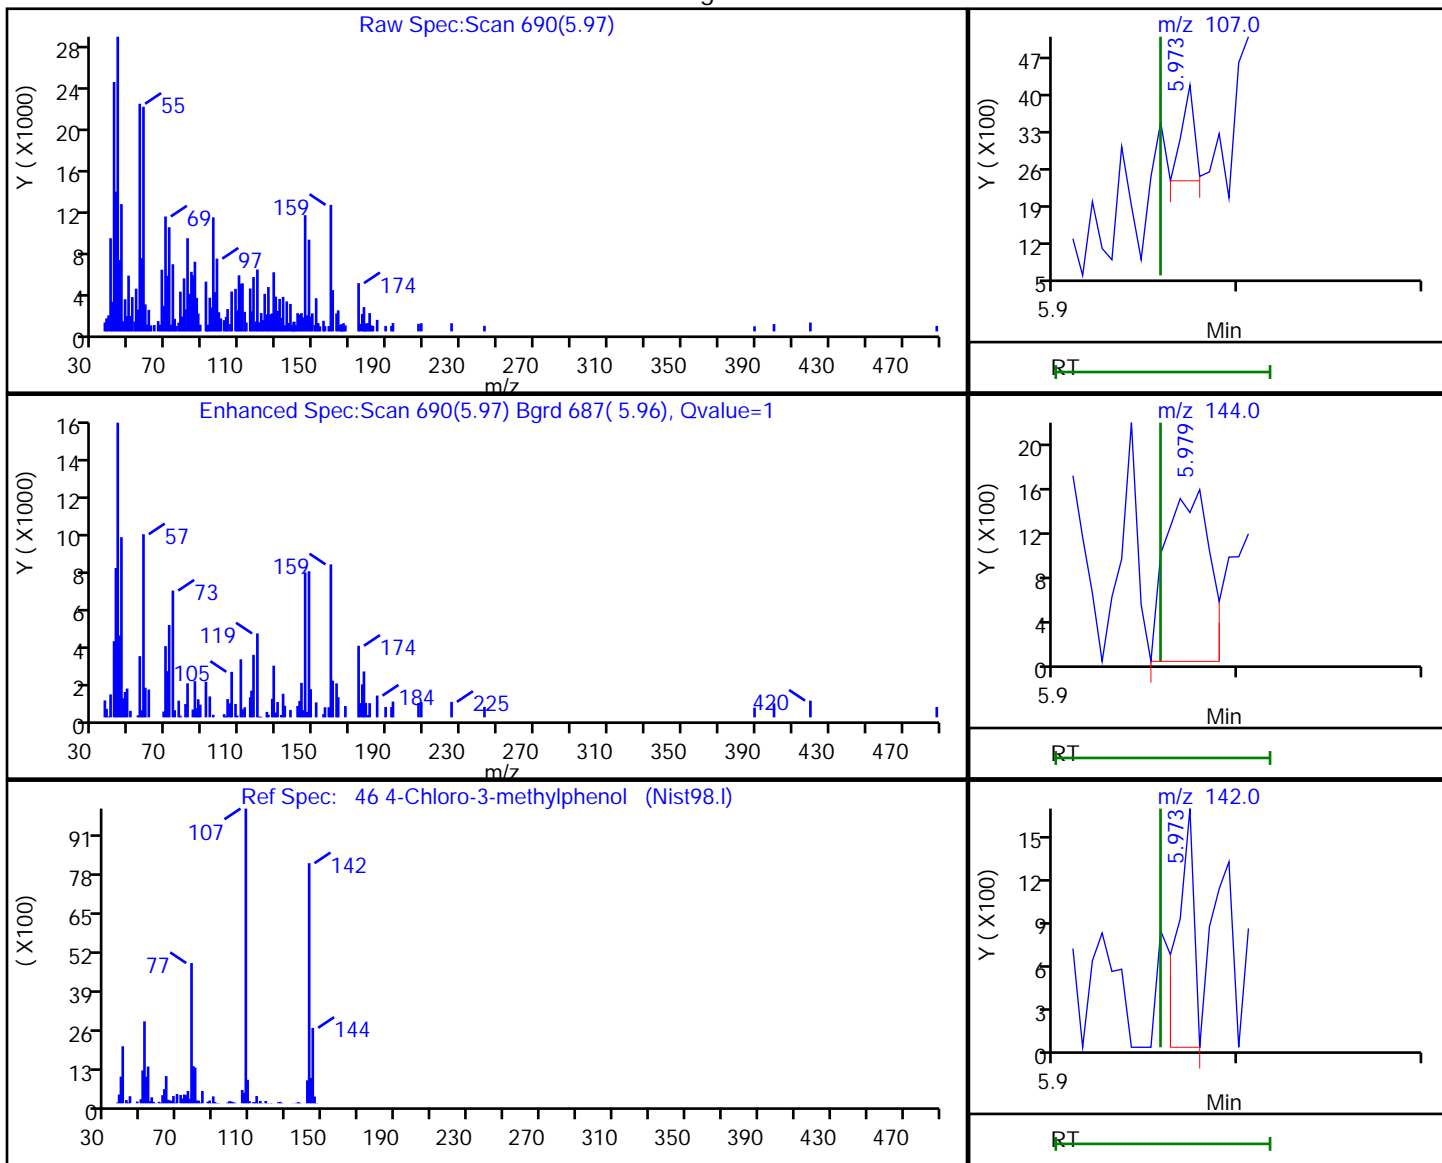 Raw Spec:Scan 690(5.97)
Y ( X1000)
28
24
20
16
12
8
4
0
55
69
97
159
174
30 70 110 150 190 230 270 310 350 390 430 470
m/z
m/z 107.0
Y ( X100)
47
40
33
26
19
12
5
5.973
5.9
Min
RT
Enhanced Spec:Scan 690(5.97) Bgrd 687( 5.96), Qvalue=1
Y ( X1000)
16
14
12
10
8
6
4
2
0
57
73
159
119
105
174
184
225
420
30 70 110 150 190 230 270 310 350 390 430 470
m/z
m/z 144.0
Y ( X100)
20
16
12
8
4
0
5.979
5.9
Min
RT
Ref Spec: 46 4-Chloro-3-methylphenol (Nist98.l)
( X100)
91
78
65
52
39
26
13
0
107
142
77
144
30 70 110 150 190 230 270 310 350 390 430 470
m/z 142.0
Y ( X100)
15
12
9
6
3
0
5.973
5.9
Min
RT